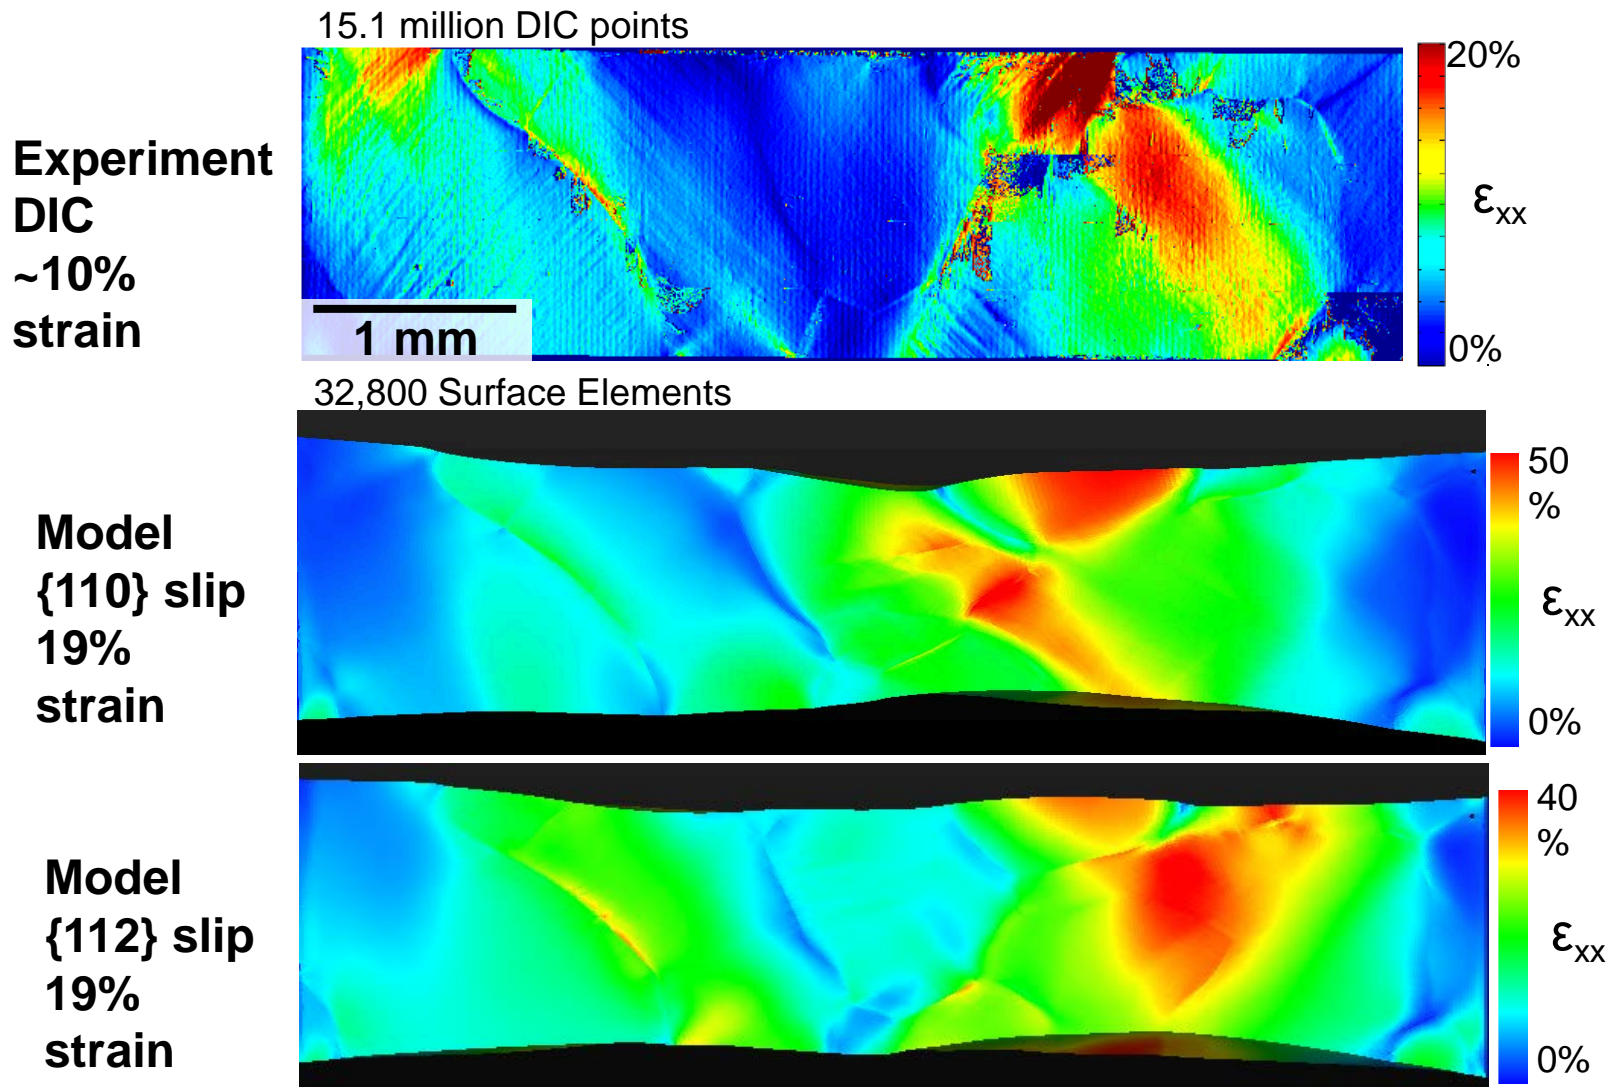 15.1 million DIC points
Experiment
DIC
~10%
strain
20%
εxx
0%
1 mm
32,800 Surface Elements
Model
{110} slip
19%
strain
50
%
εxx
0%
Model
{112} slip
19%
strain
40
%
εxx
0%